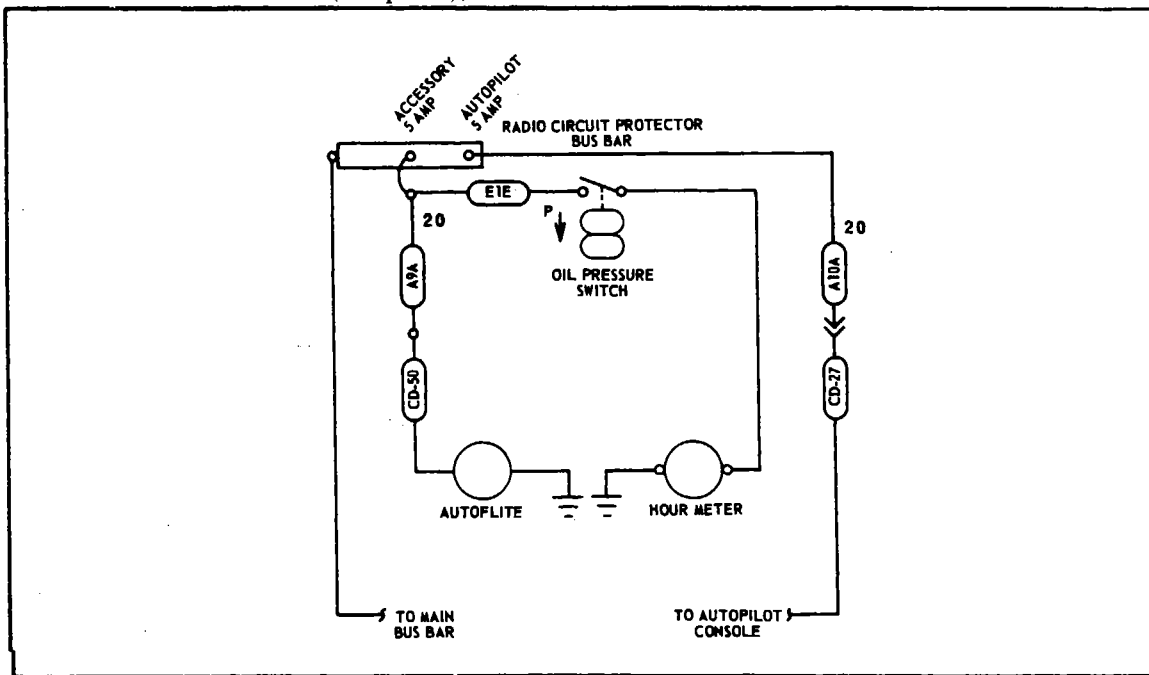 ACCESSORY
5 AMP
AUTOPILOT
5 AMP
RADIO CIRCUIT PROTECTOR
BUS BAR
E1E
P
20
20
A9A
OIL PRESSURE
SWITCH
A10A
CD-50
CD-27
AUTOFLITE
HOUR METER
TO MAIN
BUS BAR
TO AUTOPILOT
CONSOLE